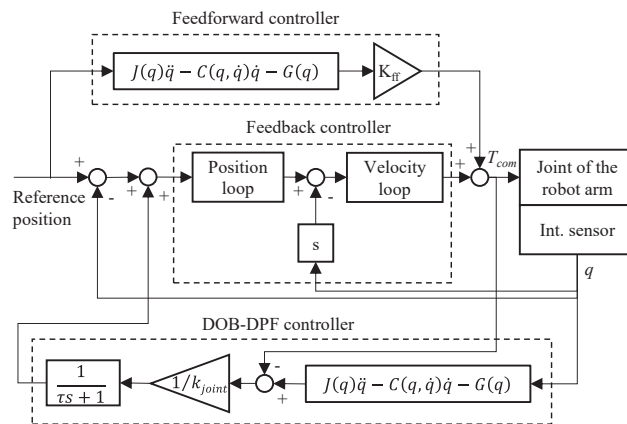 Feedforward controller
J(q)q̈ − C(q, q̇)q̇ − G(q)
K_ff
Feedback controller
+
+
Reference
position
-
+
+
Position
loop
+
-
Velocity
loop
+
+
T_com
Joint of the
robot arm
Int. sensor
s
q
DOB-DPF controller
1
τs + 1
1/k_joint
-
+
J(q)q̈ − C(q, q̇)q̇ − G(q)